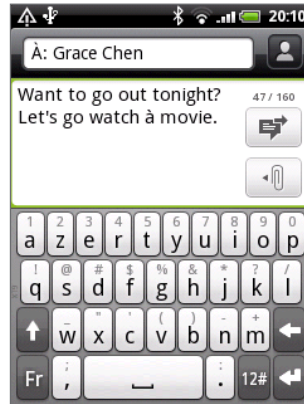 20:10
À: Grace Chen
Want to go out tonight?
47 / 160
Let's go watch à movie.
1 2 3 4 5 6 7 8 9 0
a z e r t y u i o p
! @ # $ % & * ? /
q s d f g h j k l
_ " ' ( ) - +
w x c v b n m
; :
Fr , . 12#